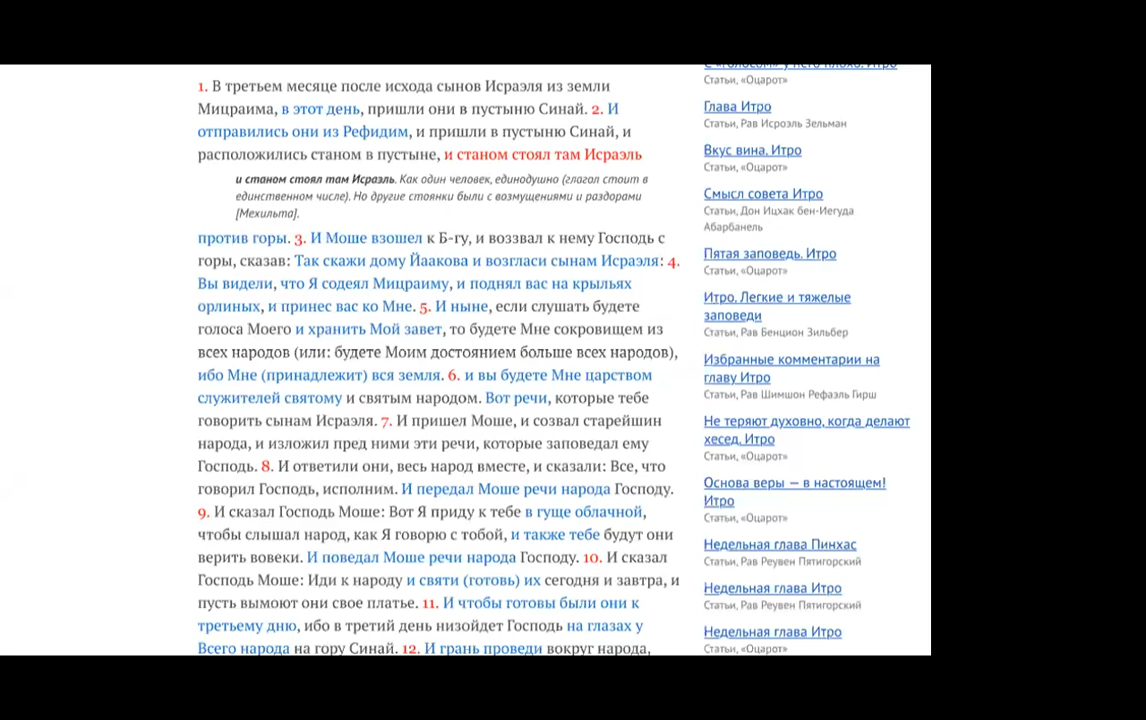 1. В третьем месяце после исхода сынов Исраэля из земли
Мицраима, в этот день, пришли они в пустыню Синай. 2. И
отправились они из Рефидим, и пришли в пустыню Синай, и
расположились станом в пустыне, и станом стоял там Исраэль
и станом стоял там Исраэль. Как один человек, единодушно (глагол стоит в
единственном числе). Но другие стоянки были с возмущениями и раздорами
[Мехильта].
против горы. 3. И Моше взошел к Б-гу, и воззвал к нему Господь с
горы, сказав: Так скажи дому Йаакова и возгласи сынам Исраэля: 4.
Вы видели, что Я содеял Мицраиму, и поднял вас на крыльях
орлиных, и принес вас ко Мне. 5. И ныне, если слушать будете
голоса Моего и хранить Мой завет, то будете Мне сокровищем из
всех народов (или: будете Моим достоянием больше всех народов),
ибо Мне (принадлежит) вся земля. 6. и вы будете Мне царством
служителей святому и святым народом. Вот речи, которые тебе
говорить сынам Исраэля. 7. И пришел Моше, и созвал старейшин
народа, и изложил пред ними эти речи, которые заповедал ему
Господь. 8. И ответили они, весь народ вместе, и сказали: Все, что
говорил Господь, исполним. И передал Моше речи народа Господу.
9. И сказал Господь Моше: Вот Я приду к тебе в гуще облачной,
чтобы слышал народ, как Я говорю с тобой, и также тебе будут они
верить вовеки. И поведал Моше речи народа Господу. 10. И сказал
Господь Моше: Иди к народу и святи (готовь) их сегодня и завтра, и
пусть вымоют они свое платье. 11. И чтобы готовы были они к
третьему дню, ибо в третий день низойдет Господь на глазах у
Всего народа на гору Синай. 12. И грань проведи вокруг народа,
С «голосом» у него плохо. Итро
Статьи, «Оцарот»
Глава Итро
Статьи, Рав Исроэль Зельман
Вкус вина. Итро
Статьи, «Оцарот»
Смысл совета Итро
Статьи, Дон Ицхак бен-Иегуда
Абарбанель
Пятая заповедь. Итро
Статьи, «Оцарот»
Итро. Легкие и тяжелые
заповеди
Статьи, Рав Бенцион Зильбер
Избранные комментарии на
главу Итро
Статьи, Рав Шимшон Рефаэль Гирш
Не теряют духовно, когда делают
хесед. Итро
Статьи, «Оцарот»
Основа веры — в настоящем!
Итро
Статьи, «Оцарот»
Недельная глава Пинхас
Статьи, Рав Реувен Пятигорский
Недельная глава Итро
Статьи, Рав Реувен Пятигорский
Недельная глава Итро
Статьи, «Оцарот»